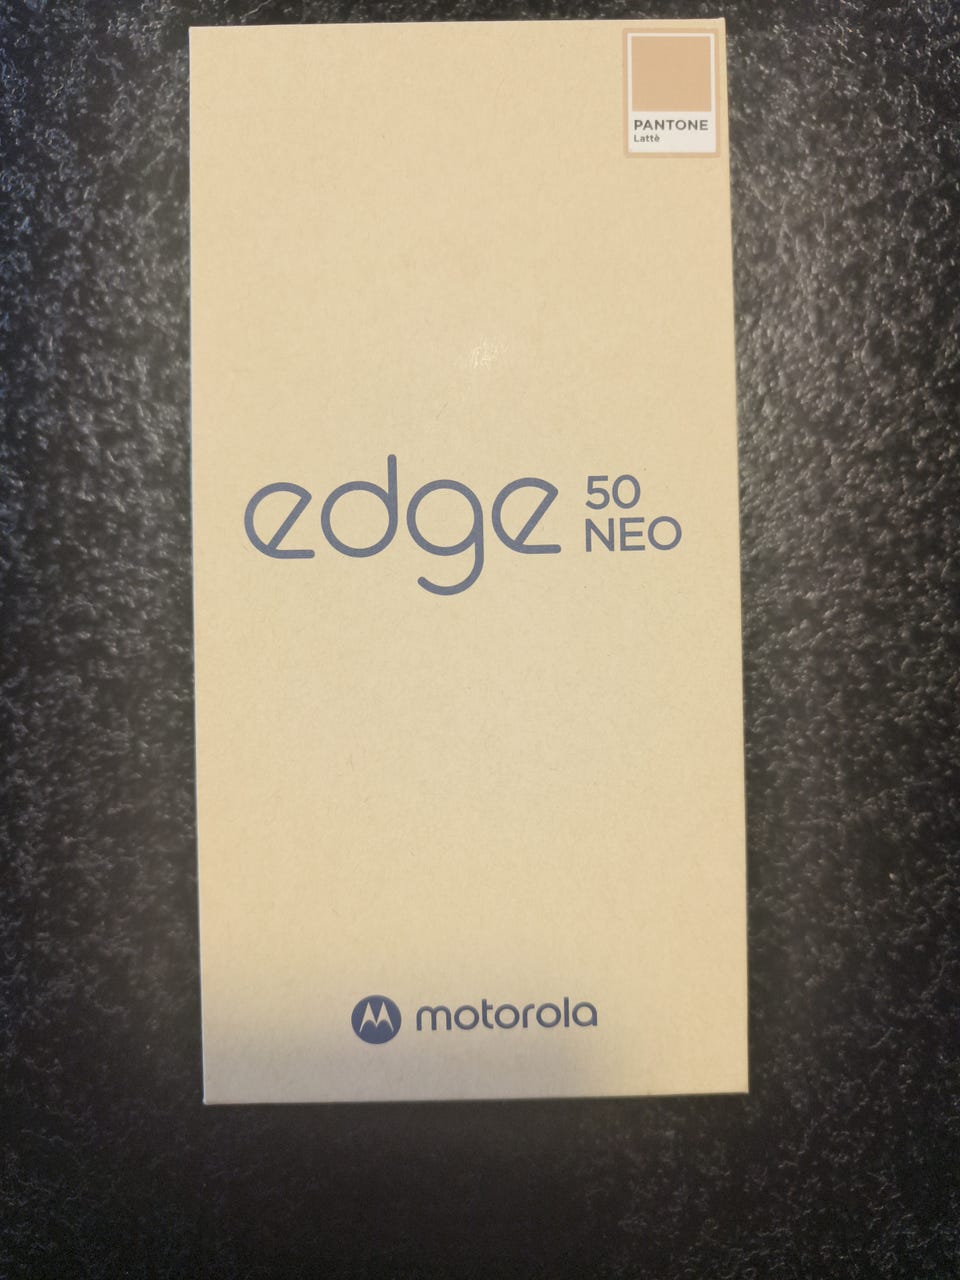 PANTONE
Lattè
edge 50
NEO
motorola